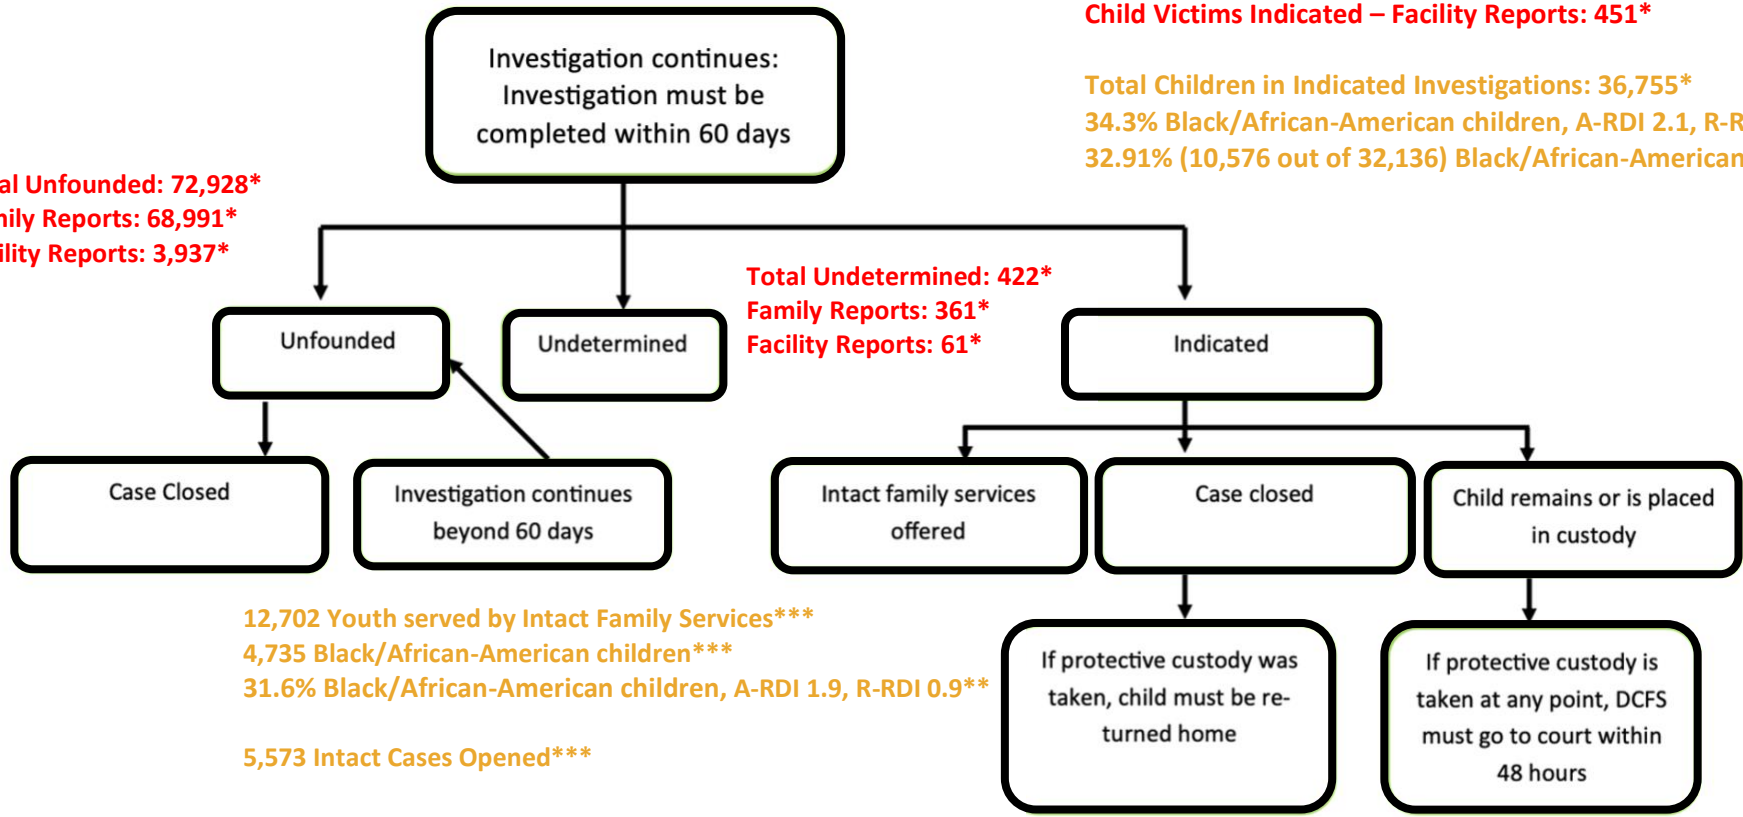 Child Victims Indicated – Facility Reports: 451*
Investigation continues:
Investigation must be
completed within 60 days
Total Children in Indicated Investigations: 36,755*
34.3% Black/African-American children, A-RDI 2.1, R-R
32.91% (10,576 out of 32,136) Black/African-American
al Unfounded: 72,928*
mily Reports: 68,991*
ility Reports: 3,937*
Total Undetermined: 422*
Family Reports: 361*
Facility Reports: 61*
Unfounded
Undetermined
Indicated
Case Closed
Investigation continues
beyond 60 days
Intact family services
offered
Case closed
Child remains or is placed
in custody
12,702 Youth served by Intact Family Services***
4,735 Black/African-American children***
31.6% Black/African-American children, A-RDI 1.9, R-RDI 0.9**
5,573 Intact Cases Opened***
If protective custody was
taken, child must be re-
turned home
If protective custody is
taken at any point, DCFS
must go to court within
48 hours